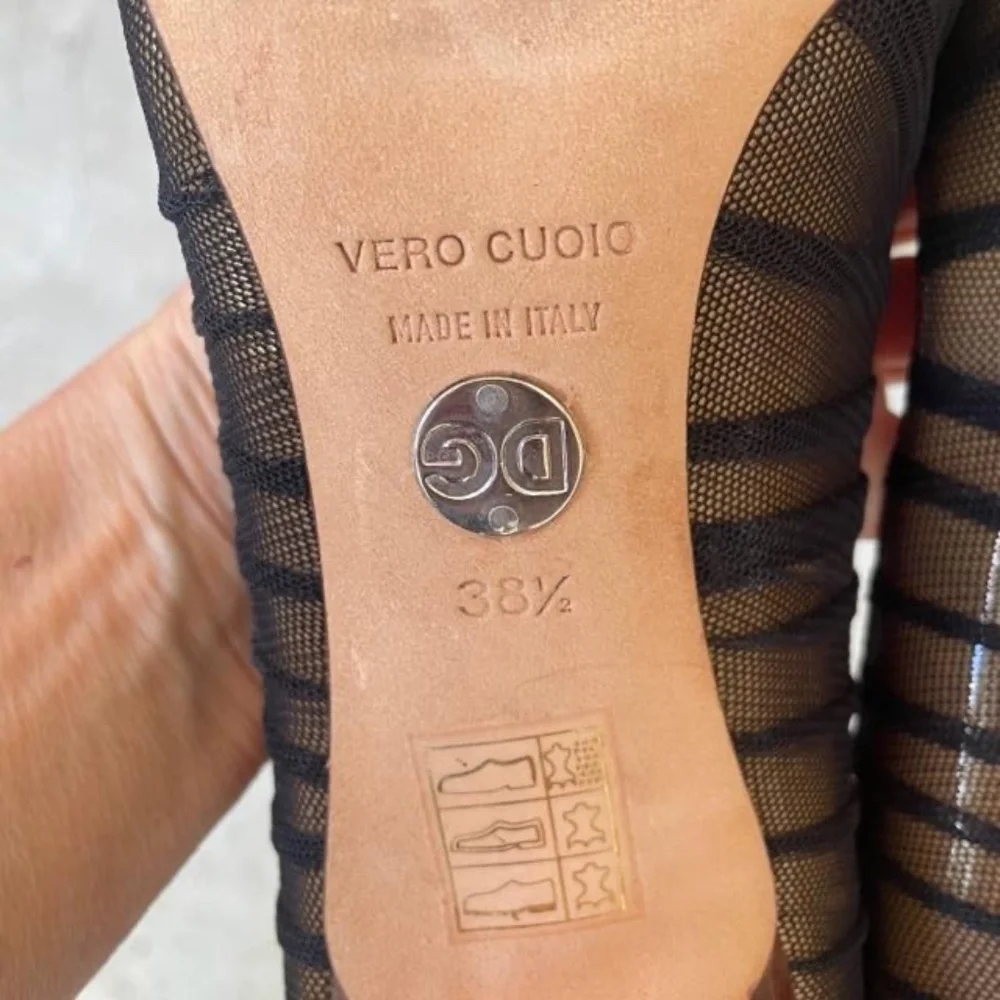 VERO CUOIO
MADE IN ITALY
DG
38½